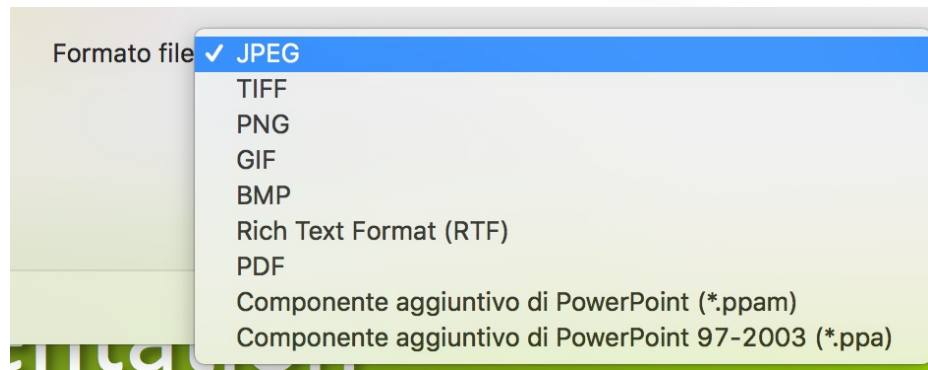 Formato file ✓ JPEG
TIFF
PNG
GIF
BMP
Rich Text Format (RTF)
PDF
Componente aggiuntivo di PowerPoint (*.ppam)
Componente aggiuntivo di PowerPoint 97-2003 (*.ppa)